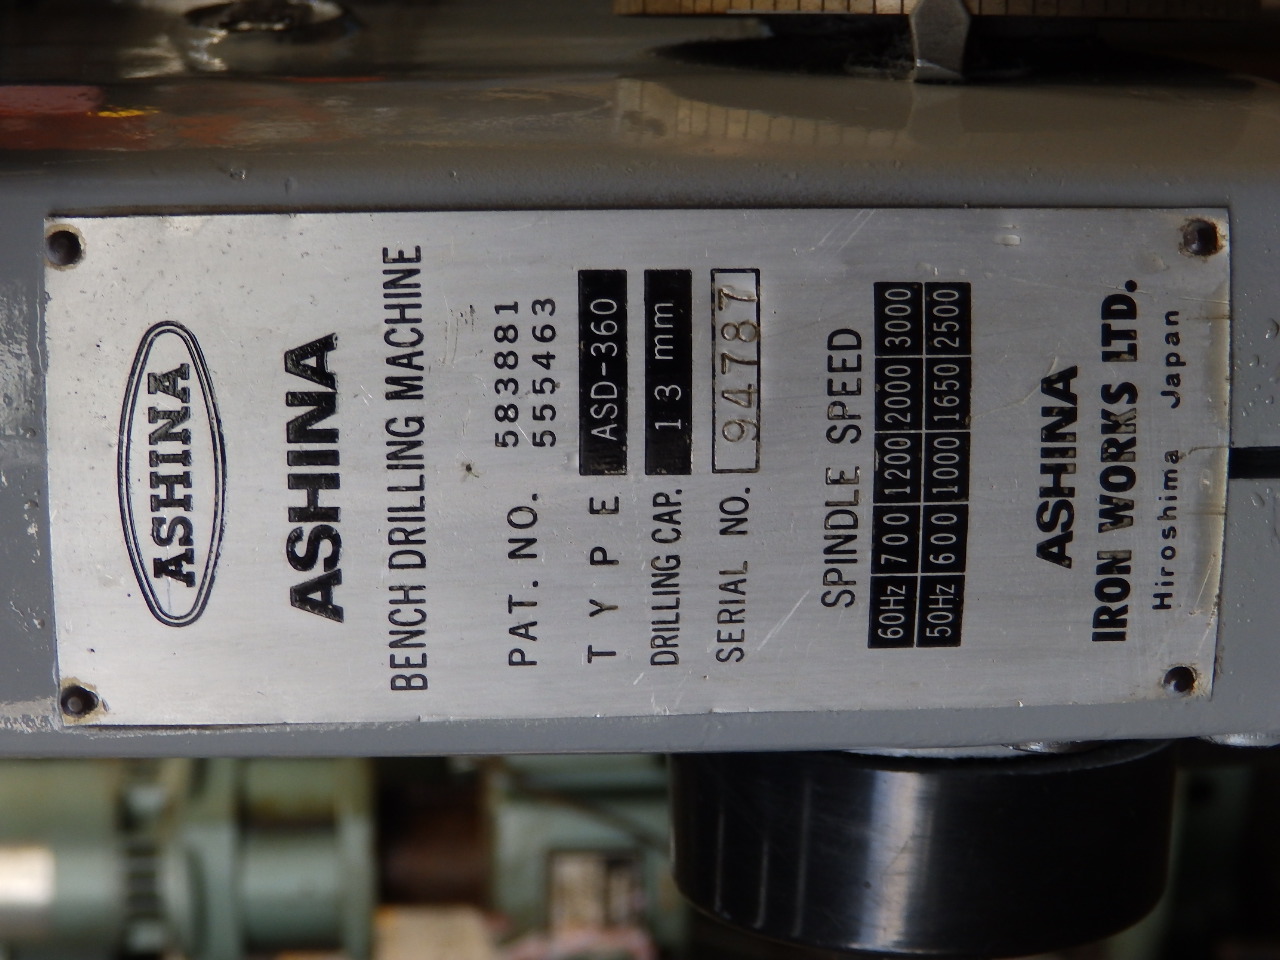 ASHINA
ASHINA
BENCH DRILLING MACHINE
PAT. NO. 583881
555463
TYPE ASD-360
DRILLING CAP. 13 mm
SERIAL NO. 94787
SPINDLE SPEED
60Hz 700 1200 2000 3000
50Hz 600 1000 1650 2500
ASHINA
IRON WORKS LTD.
Hiroshima Japan